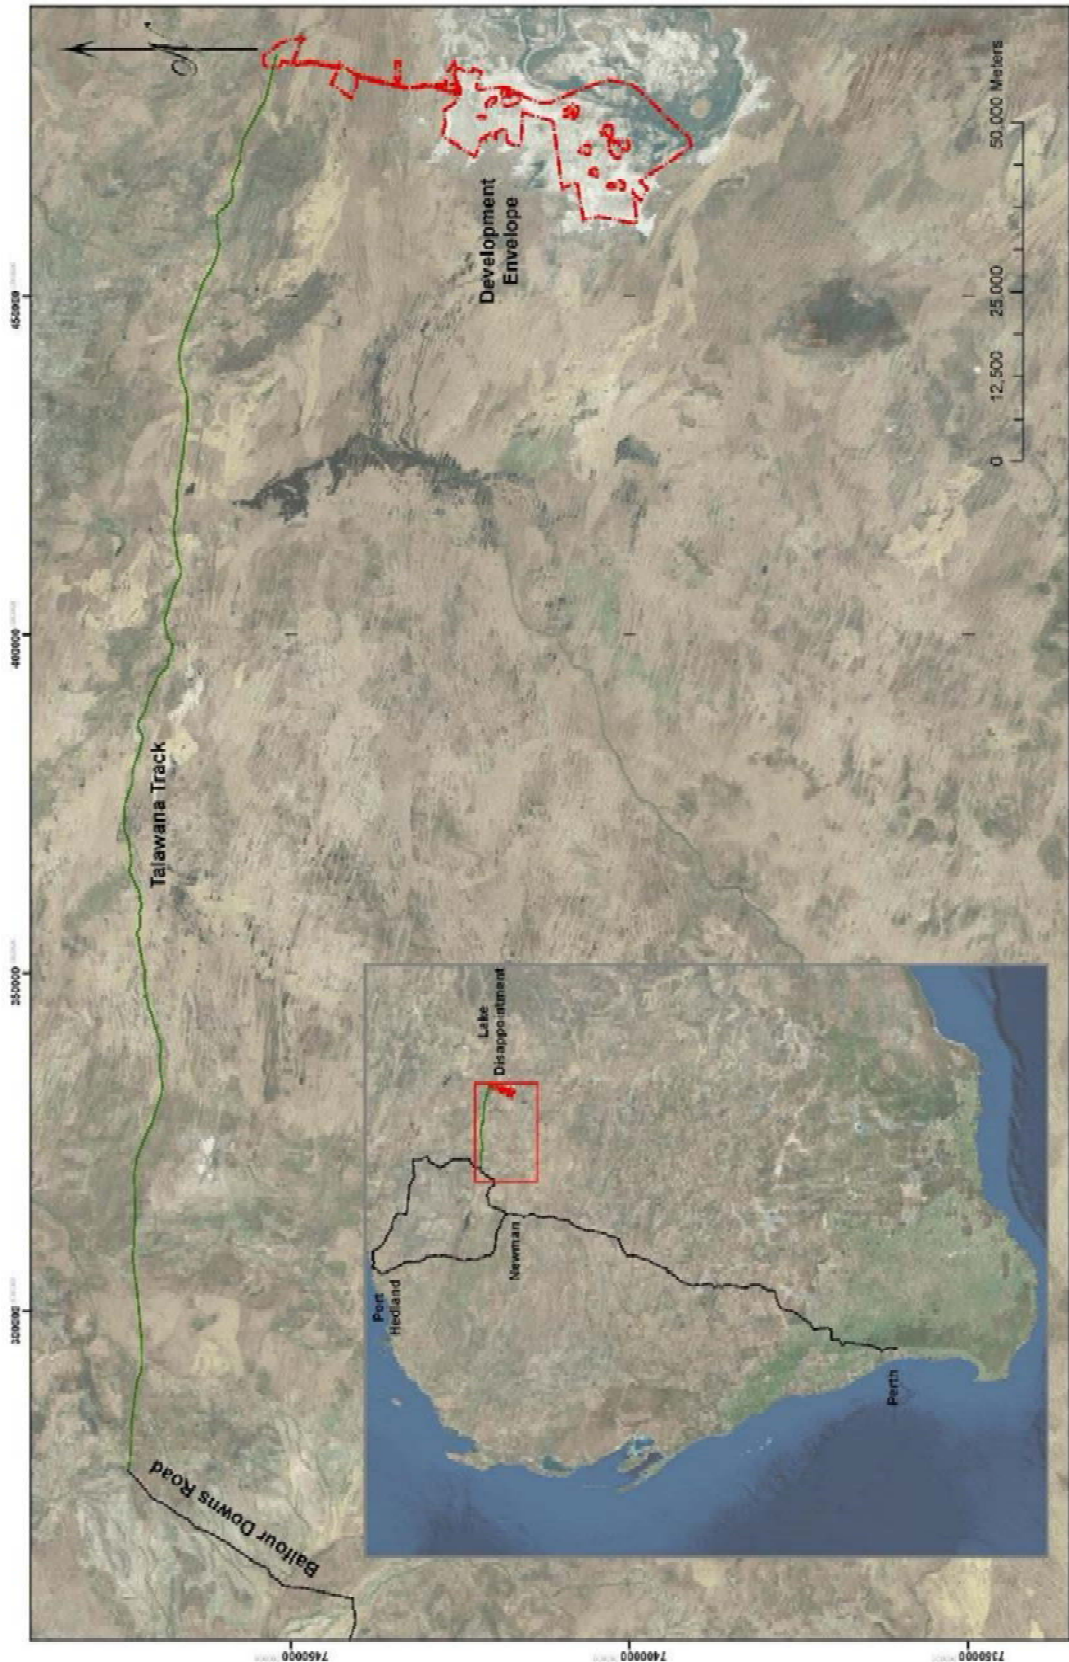 450000
400000
350000
300000
N
Talawana Track
Balfour Downs Road
Development
Envelope
0 12,500 25,000 50,000 Meters
Lake
Disappointment
Port
Hedland
Newman
Perth
7450000
7400000
7350000